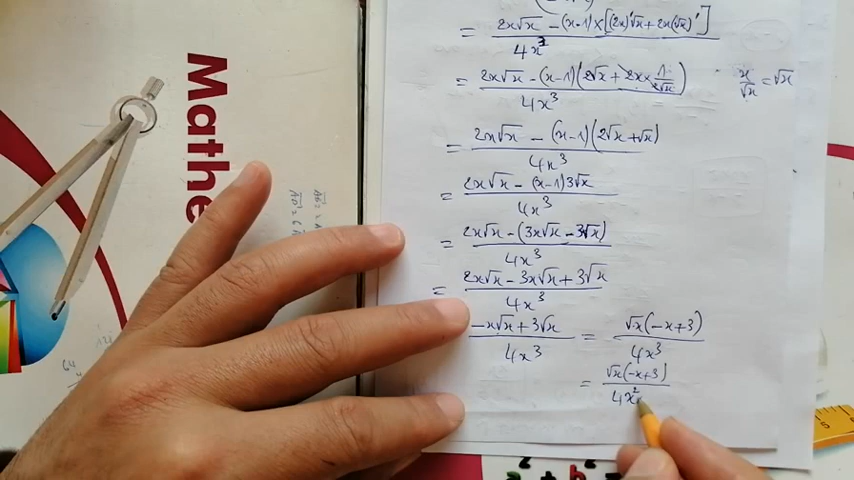 = 2x√x - (x-1)×[(2x)'√x + 2x(√x)'] / 4x³
= 2x√x - (x-1)(2√x + 2x×1/2√x) / 4x³
x/√x = √x
= 2x√x - (x-1)(2√x+√x) / 4x³
= 2x√x - (x-1)3√x / 4x³
= 2x√x - (3x√x - 3√x) / 4x³
= 2x√x - 3x√x + 3√x / 4x³
-x√x + 3√x / 4x³ = √x(-x+3) / 4x³
= √x(-x+3) / 4x²
Mathe